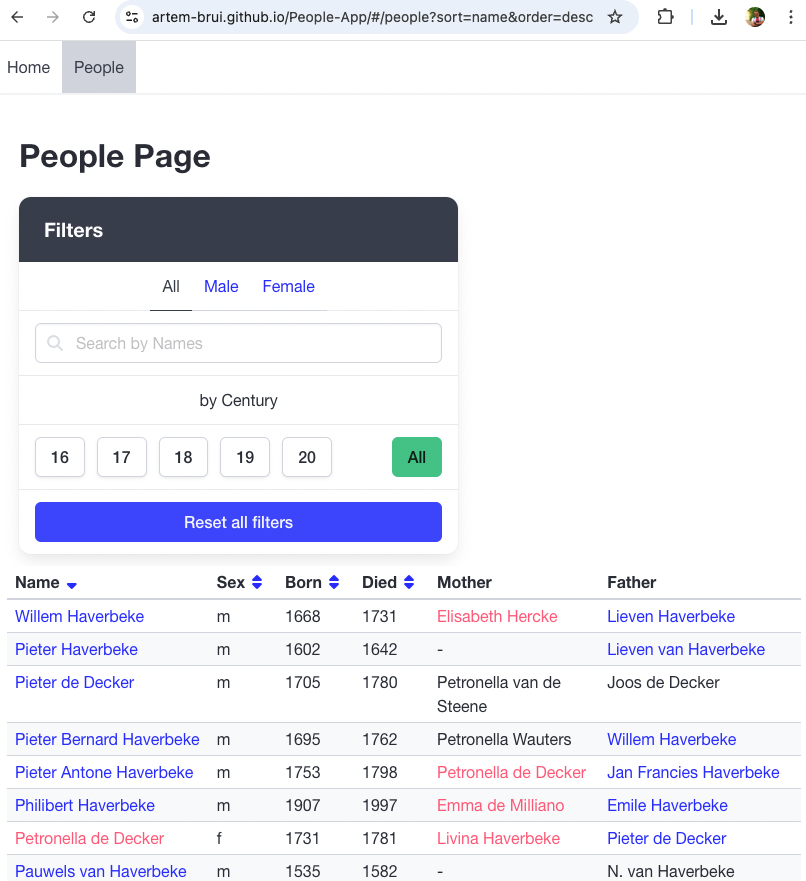 artem-brui.github.io/People-App/#/people?sort=name&order=desc
Home People
People Page
Filters
All Male Female
Search by Names
by Century
16 17 18 19 20 All
Reset all filters
Name Sex Born Died Mother Father
Willem Haverbeke m 1668 1731 Elisabeth Hercke Lieven Haverbeke
Pieter Haverbeke m 1602 1642 - Lieven van Haverbeke
Pieter de Decker m 1705 1780 Petronella van de Joos de Decker
Steene
Pieter Bernard Haverbeke m 1695 1762 Petronella Wauters Willem Haverbeke
Pieter Antone Haverbeke m 1753 1798 Petronella de Decker Jan Francies Haverbeke
Philibert Haverbeke m 1907 1997 Emma de Milliano Emile Haverbeke
Petronella de Decker f 1731 1781 Livina Haverbeke Pieter de Decker
Pauwels van Haverbeke m 1535 1582 - N. van Haverbeke